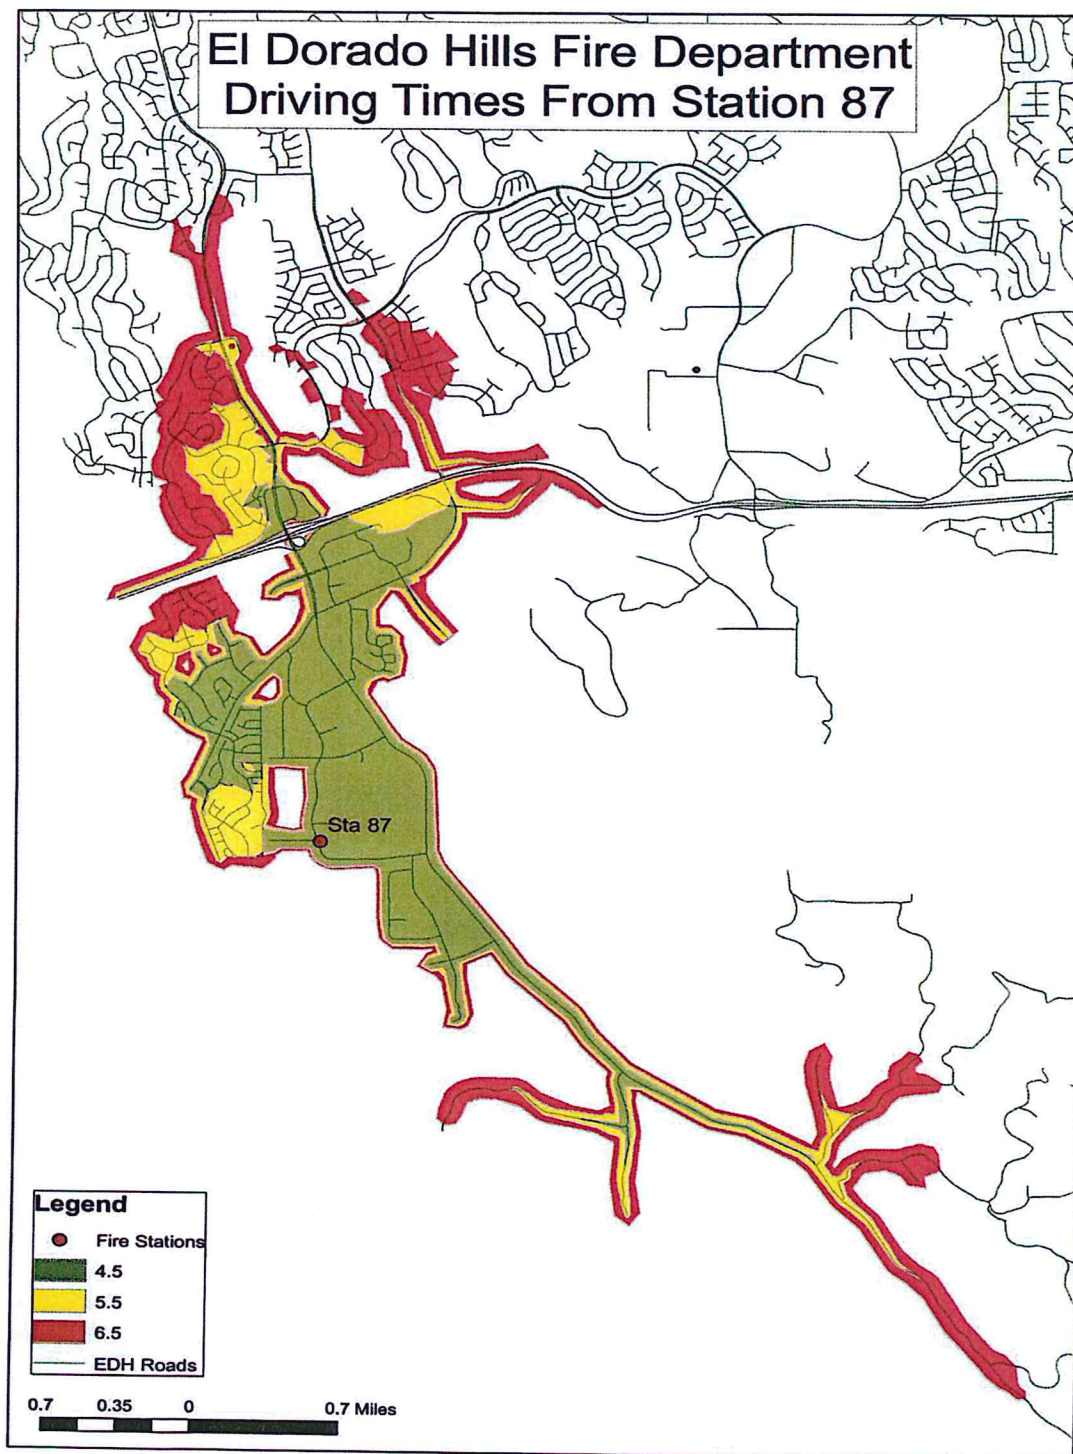 El Dorado Hills Fire Department
Driving Times From Station 87
Sta 87
Legend
Fire Stations
4.5
5.5
6.5
EDH Roads
0.7 0.35 0 0.7 Miles